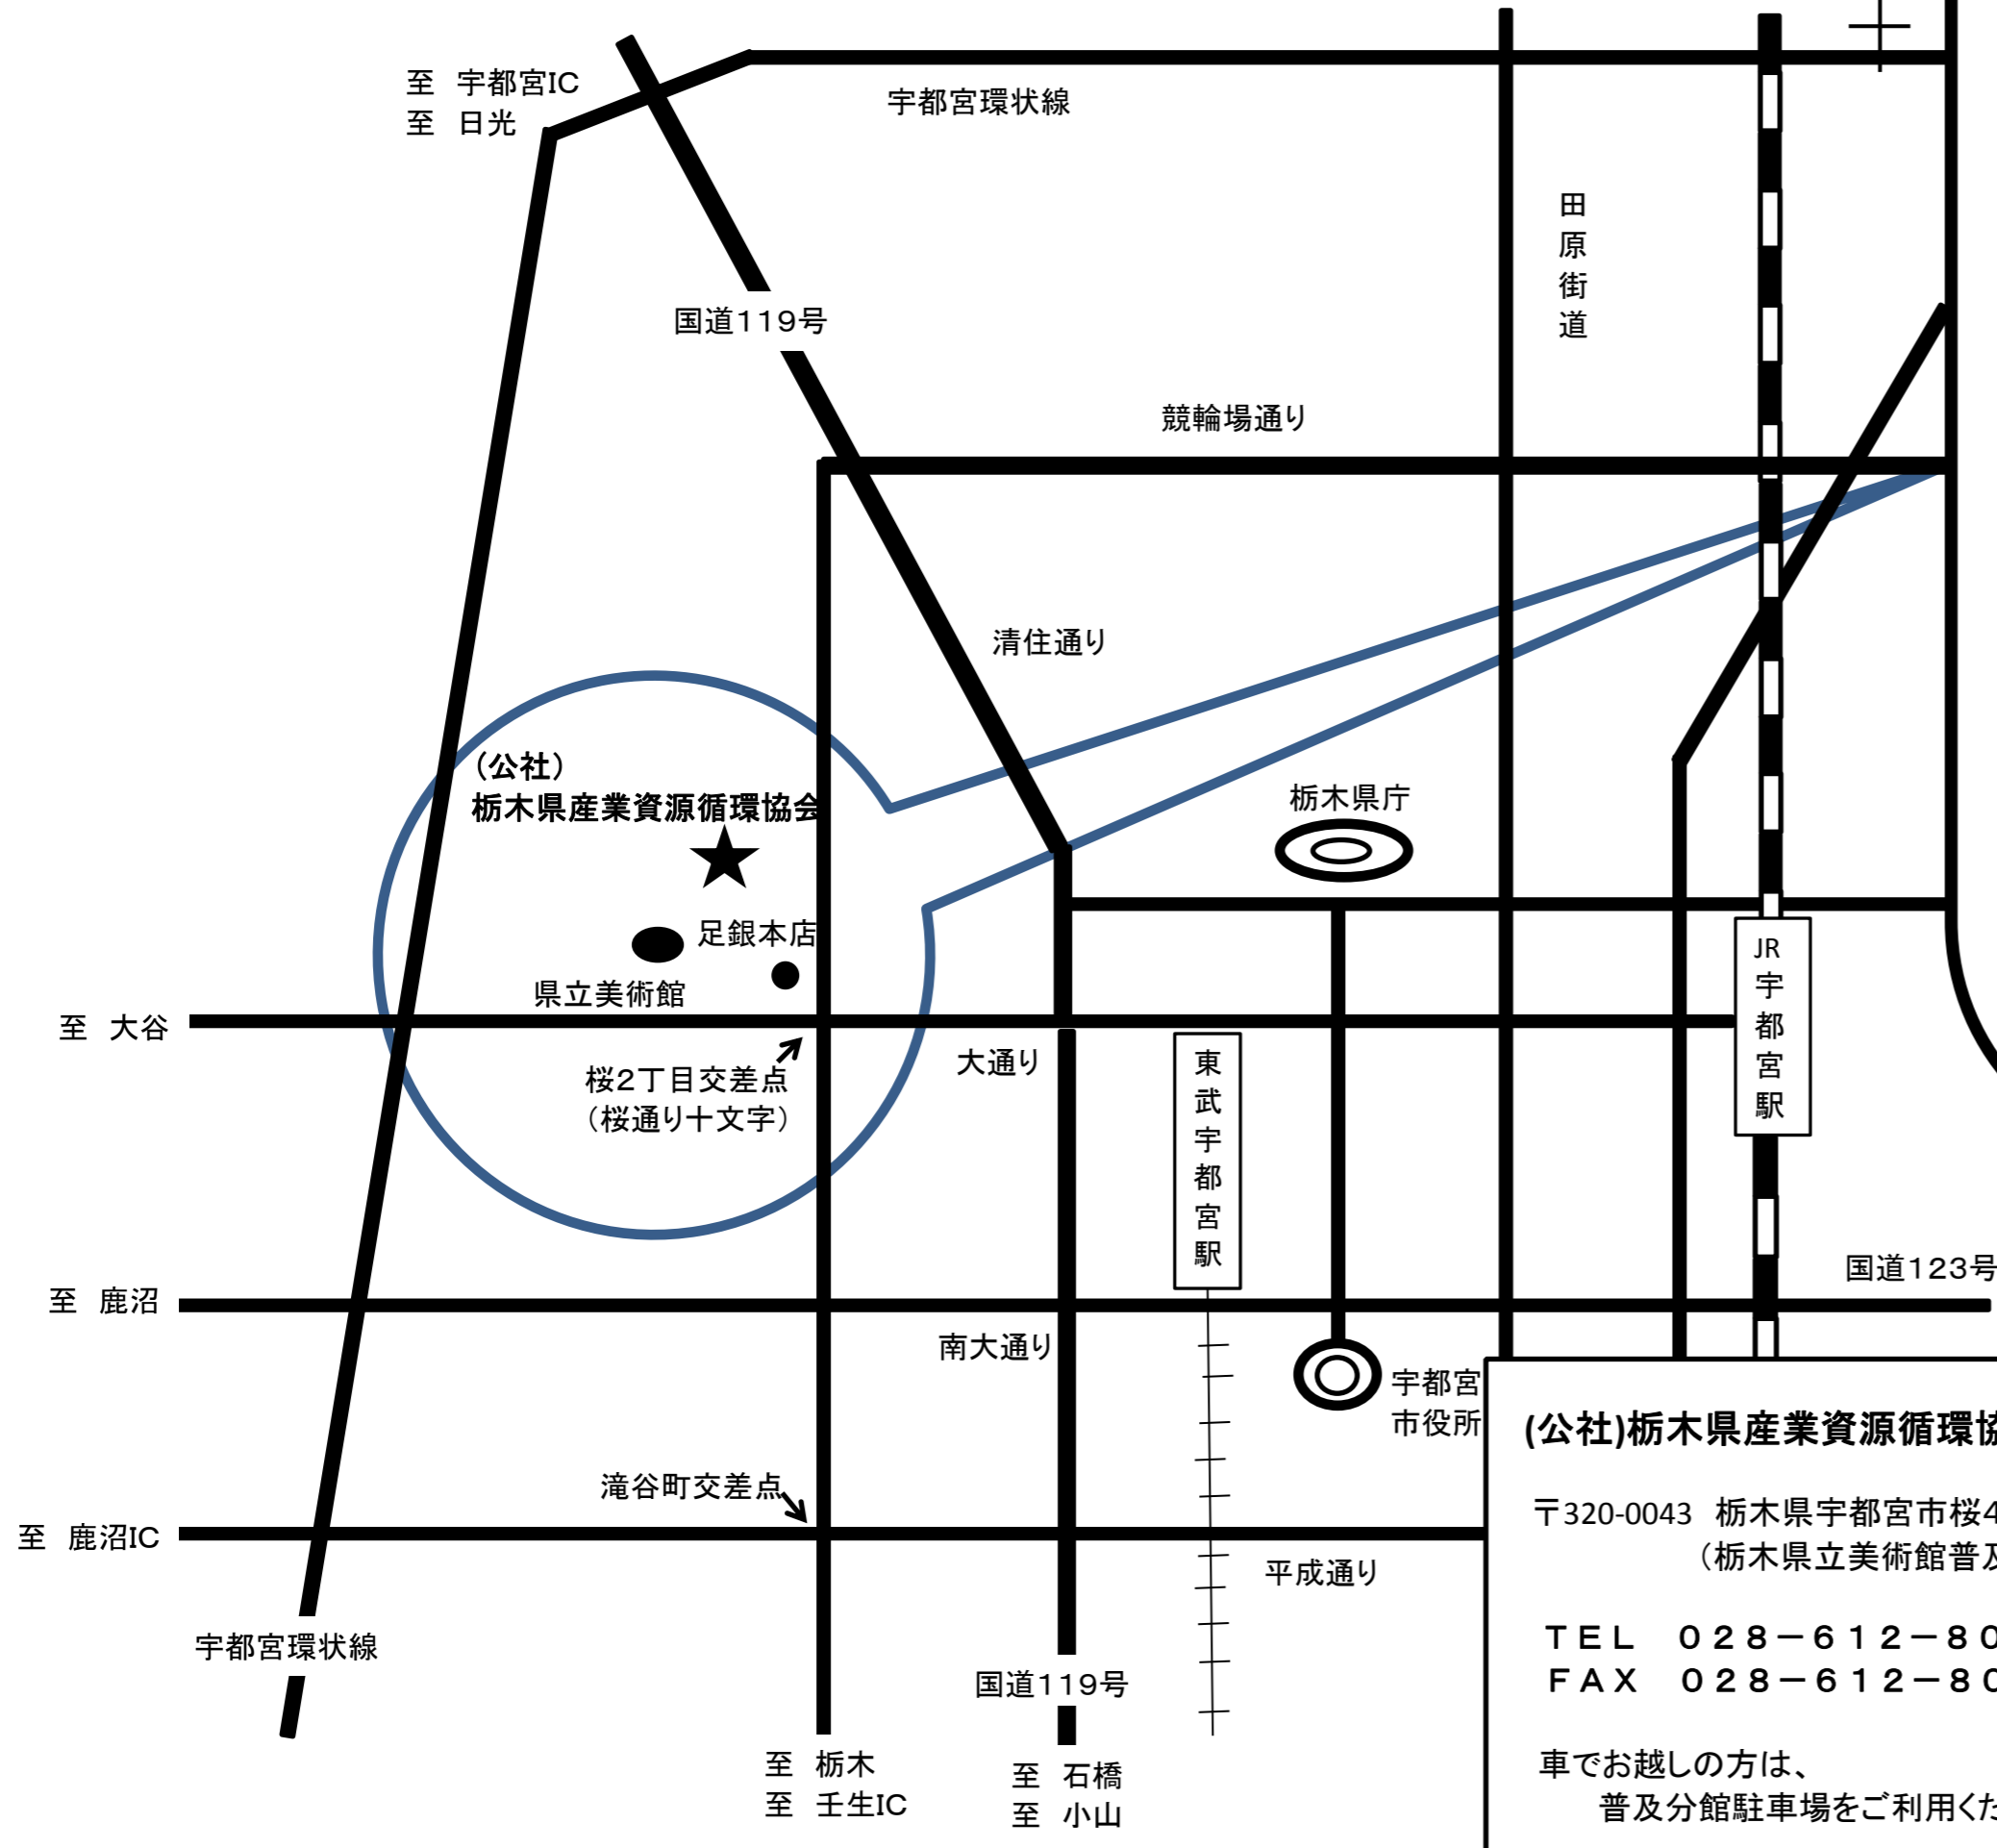 至　宇都宮IC
至　日光
宇都宮環状線
田原街道
国道119号
競輪場通り
清住通り
(公社)
栃木県産業資源循環協会
栃木県庁
足銀本店
県立美術館
JR宇都宮駅
至　大谷
大通り
東武宇都宮駅
桜2丁目交差点
(桜通り十文字)
国道123号
至　鹿沼
南大通り
宇都宮
市役所
滝谷町交差点
至　鹿沼IC
平成通り
宇都宮環状線
国道119号
至　栃木
至　壬生IC
至　石橋
至　小山
(公社)栃木県産業資源循環協
〒320-0043 栃木県宇都宮市桜4
(栃木県立美術館普及
TEL　028−612−80
FAX　028−612−80
車でお越しの方は、
普及分館駐車場をご利用くだ